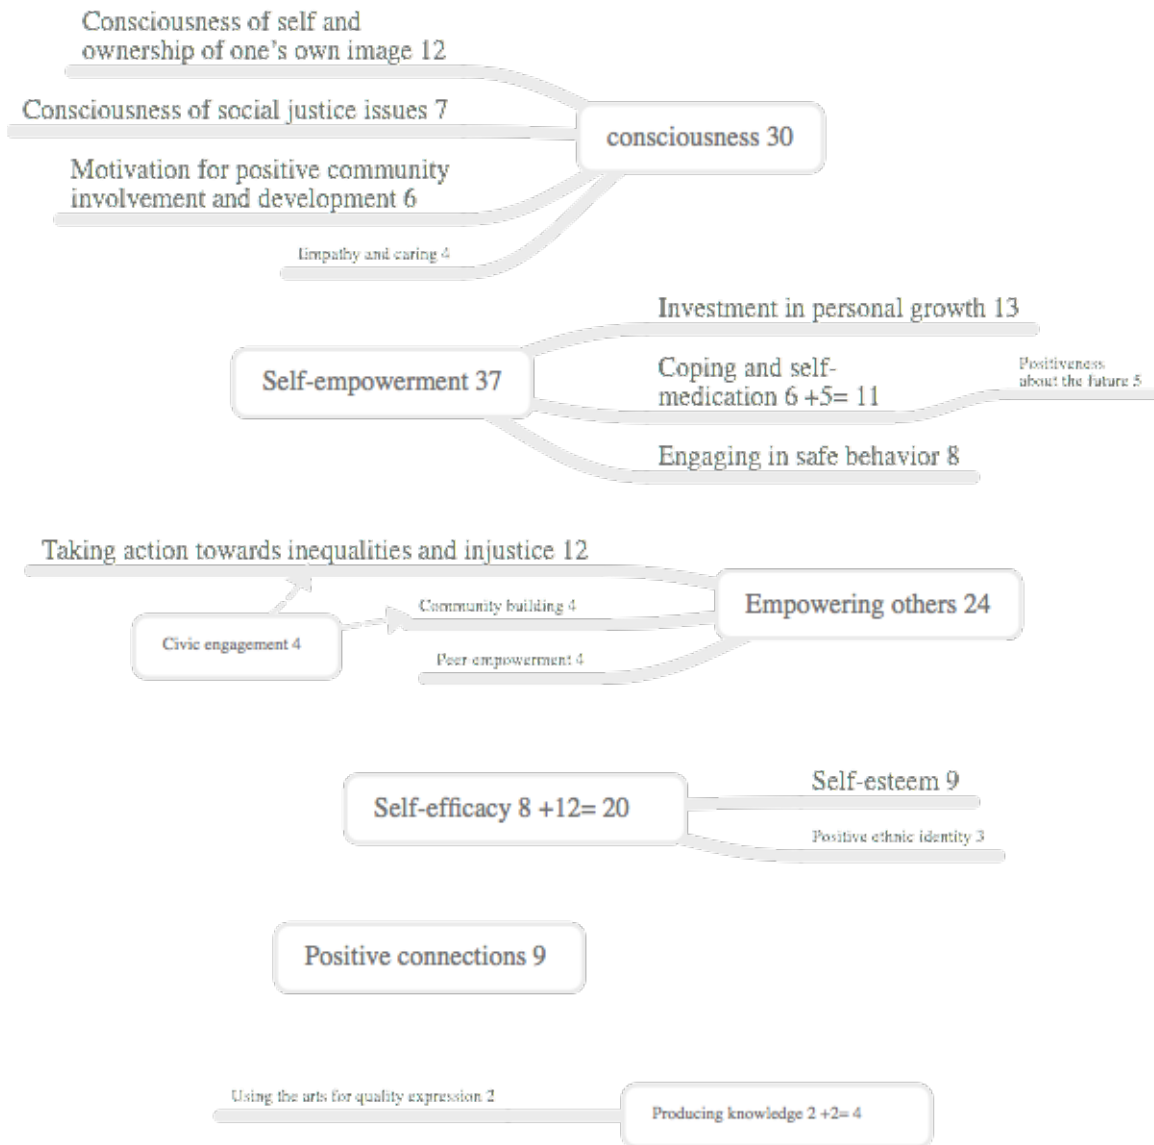 Consciousness of self and
ownership of one's own image 12
Consciousness of social justice issues 7
consciousness 30
Motivation for positive community
involvement and development 6
Empathy and caring 4
Investment in personal growth 13
Self-empowerment 37
Coping and self-
medication 6 +5= 11
Positiveness
about the future 5
Engaging in safe behavior 8
Taking action towards inequalities and injustice 12
Community building 4
Empowering others 24
Civic engagement 4
Peer empowerment 4
Self-efficacy 8 +12= 20
Self-esteem 9
Positive ethnic identity 3
Positive connections 9
Using the arts for quality expression 2
Producing knowledge 2 +2= 4